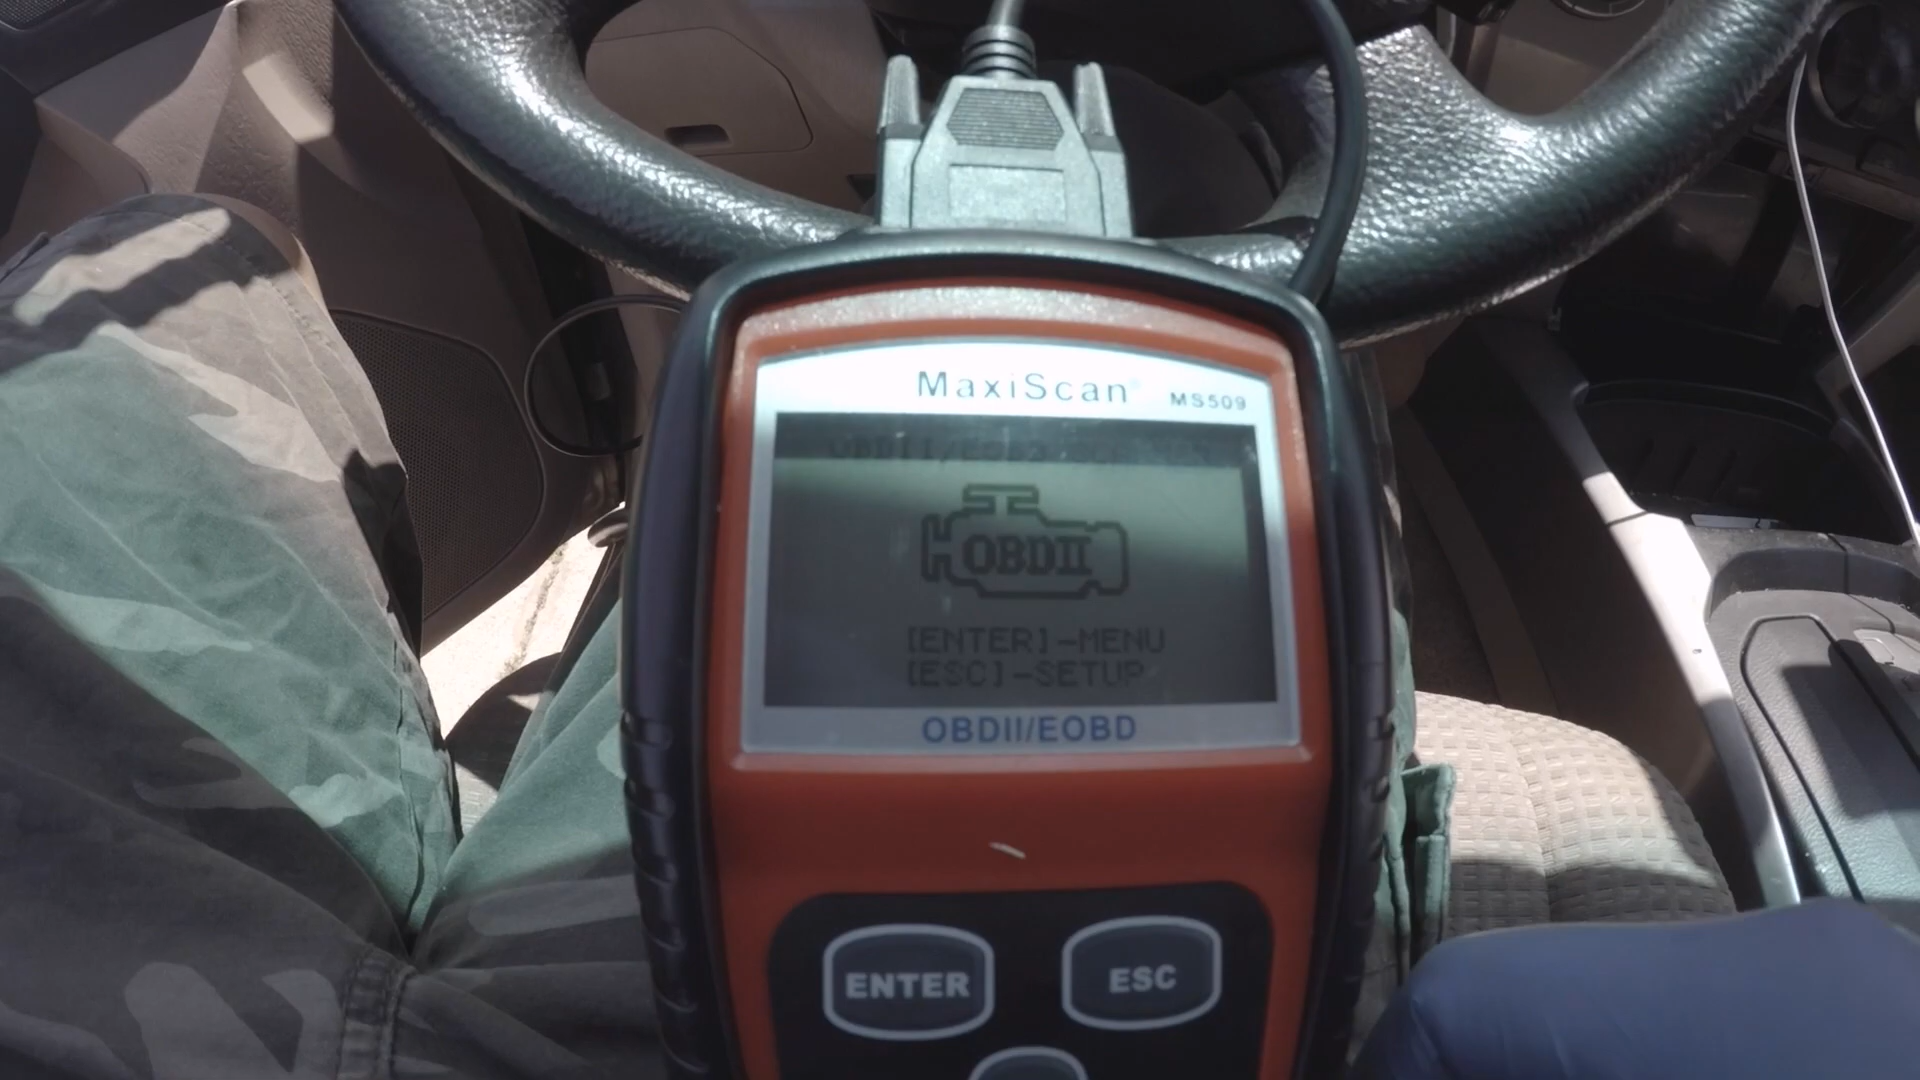 MaxiScan
MS509
OBDII
[ENTER]-MENU
[ESC]-SETUP
OBDII/EOBD
ENTER
ESC